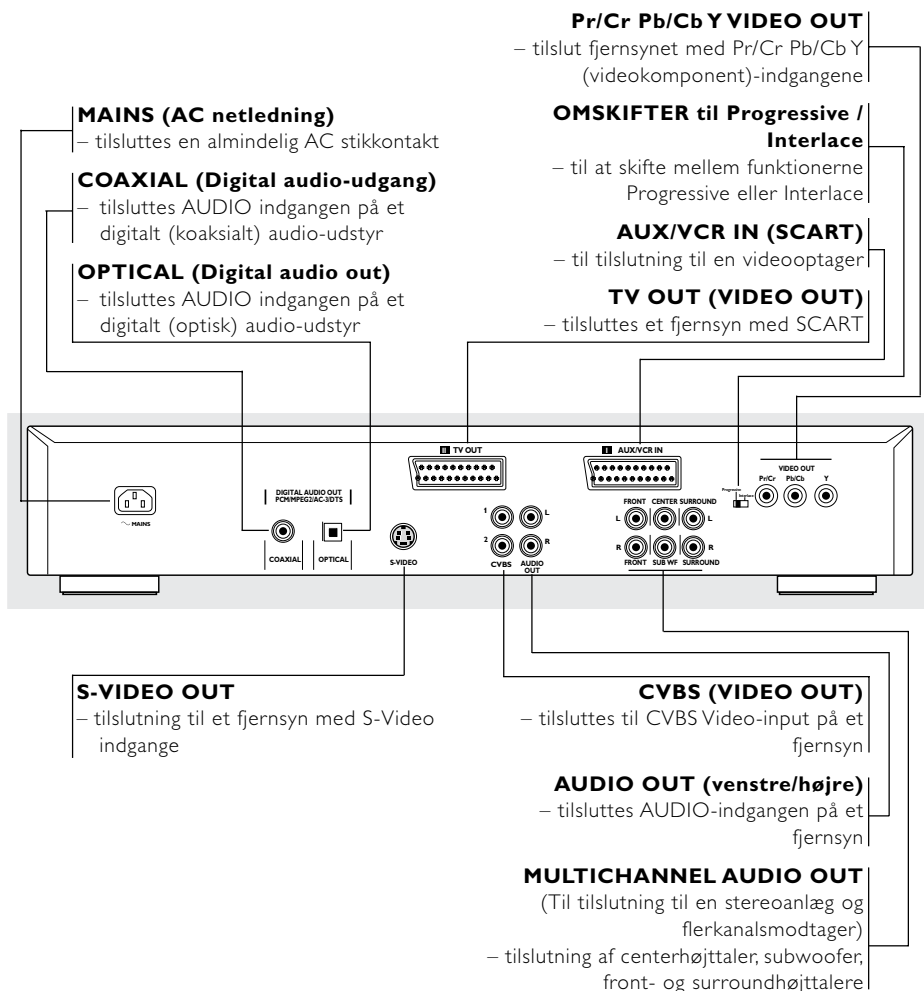 Pr/Cr Pb/Cb Y VIDEO OUT
– tilslut fjernsynet med Pr/Cr Pb/Cb Y
(videokomponent)-indgangene
MAINS (AC netledning)
– tilsluttes en almindelig AC stikkontakt
COAXIAL (Digital audio-udgang)
– tilsluttes AUDIO indgangen på et
digitalt (koaksialt) audio-udstyr
OPTICAL (Digital audio out)
– tilsluttes AUDIO indgangen på et
digitalt (optisk) audio-udstyr
OMSKIFTER til Progressive /
Interlace
– til at skifte mellem funktionerne
Progressive eller Interlace
AUX/VCR IN (SCART)
– til tilslutning til en videooptager
TV OUT (VIDEO OUT)
– tilsluttes et fjernsyn med SCART
II TV OUT
I AUX/VCR IN
VIDEO OUT
Pr/Cr Pb/Cb Y
Progressive
Interlace
DIGITAL AUDIO OUT
PCM/MPEG2/AC-3/DTS
~ MAINS
COAXIAL
OPTICAL
S-VIDEO
1
2
CVBS
L
R
AUDIO
OUT
FRONT CENTER SURROUND
L L
R R
FRONT SUB WF SURROUND
S-VIDEO OUT
– tilslutning til et fjernsyn med S-Video
indgange
CVBS (VIDEO OUT)
– tilsluttes til CVBS Video-input på et
fjernsyn
AUDIO OUT (venstre/højre)
– tilsluttes AUDIO-indgangen på et
fjernsyn
MULTICHANNEL AUDIO OUT
(Til tilslutning til en stereoanlæg og
flerkanalsmodtager)
– tilslutning af centerhøjttaler, subwoofer,
front- og surroundhøjttalere